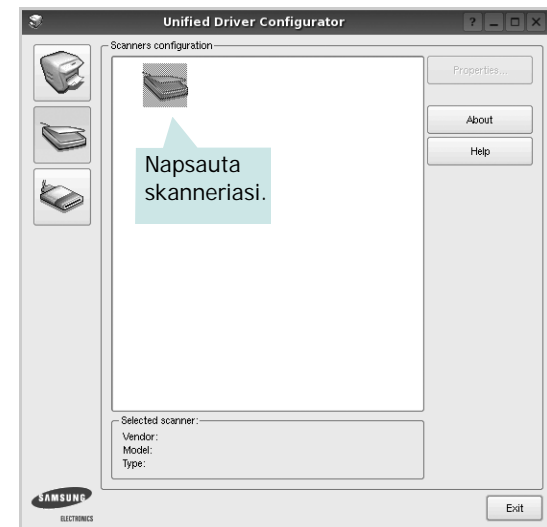 Unified Driver Configurator
Scanners configuration
Properties...
About
Help
Napsauta
skanneriasi.
Selected scanner:
Vendor:
Model:
Type:
SAMSUNG
ELECTRONICS
Exit